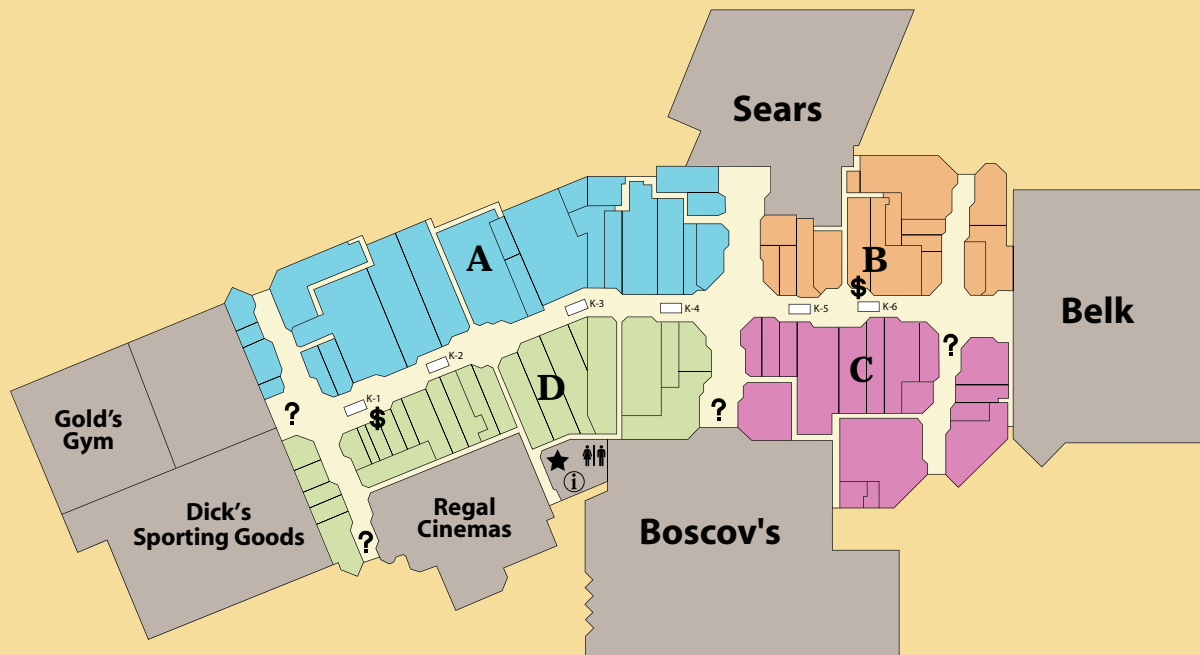 Sears
A
B
$
K-3
K-4
K-5
K-6
Belk
?
K-2
C
D
K-1
$
?
?
Gold's
Gym
i
Regal
Cinemas
Dick's
Sporting Goods
Boscov's
?